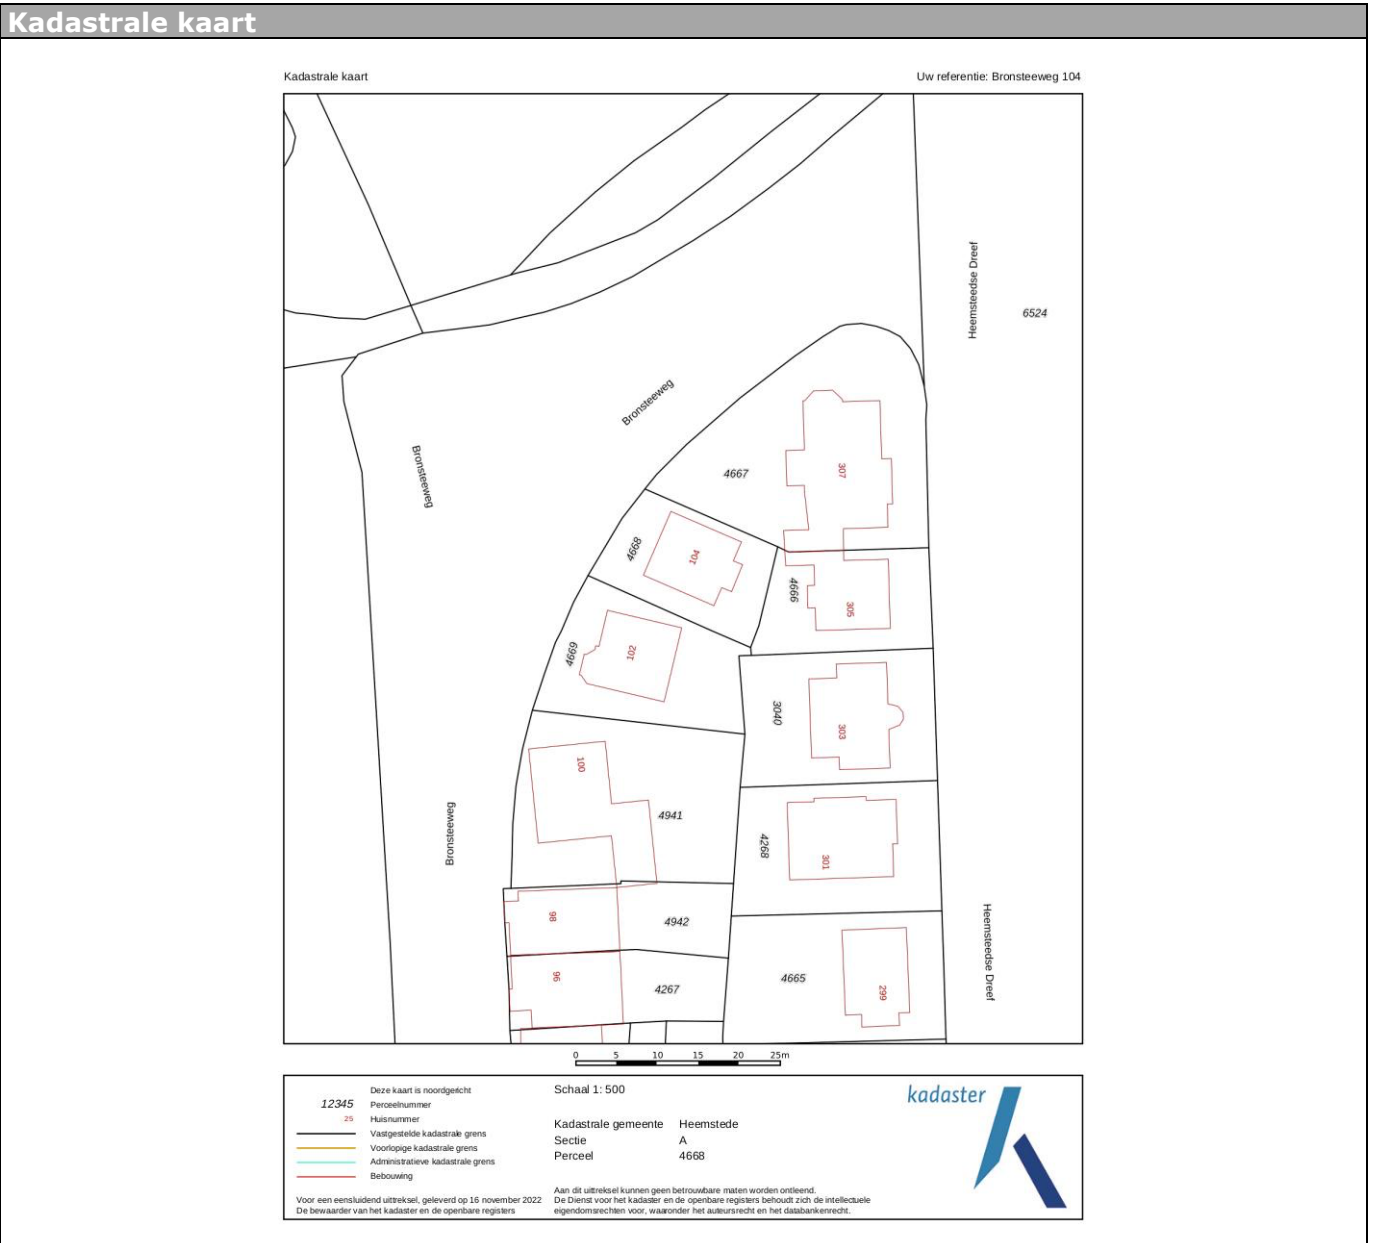 Kadastrale kaart
Kadastrale kaart
Uw referentie: Bronsteeweg 104
Heemsteedse Dreef
6524
Bronsteeweg
Bronsteeweg
4667
307
4668
104
4666
305
4669
102
3040
303
100
4941
Bronsteeweg
4268
301
98
4942
Heemsteedse Dreef
96
4267
4665
299
0 5 10 15 20 25m
Deze kaart is noordgericht
12345 Perceelnummer
25 Huisnummer
Vastgestelde kadastrale grens
Voorlopige kadastrale grens
Administratieve kadastrale grens
Bebouwing
Voor een eensluidend uittreksel, geleverd op 16 november 2022
De bewaarder van het kadaster en de openbare registers
Schaal 1: 500
Kadastrale gemeente Heemstede
Sectie A
Perceel 4668
Aan dit uittreksel kunnen geen betrouwbare maten worden ontleend.
De Dienst voor het kadaster en de openbare registers behoudt zich de intellectuele
eigendomsrechten voor, waaronder het auteursrecht en het databankenrecht.
kadaster